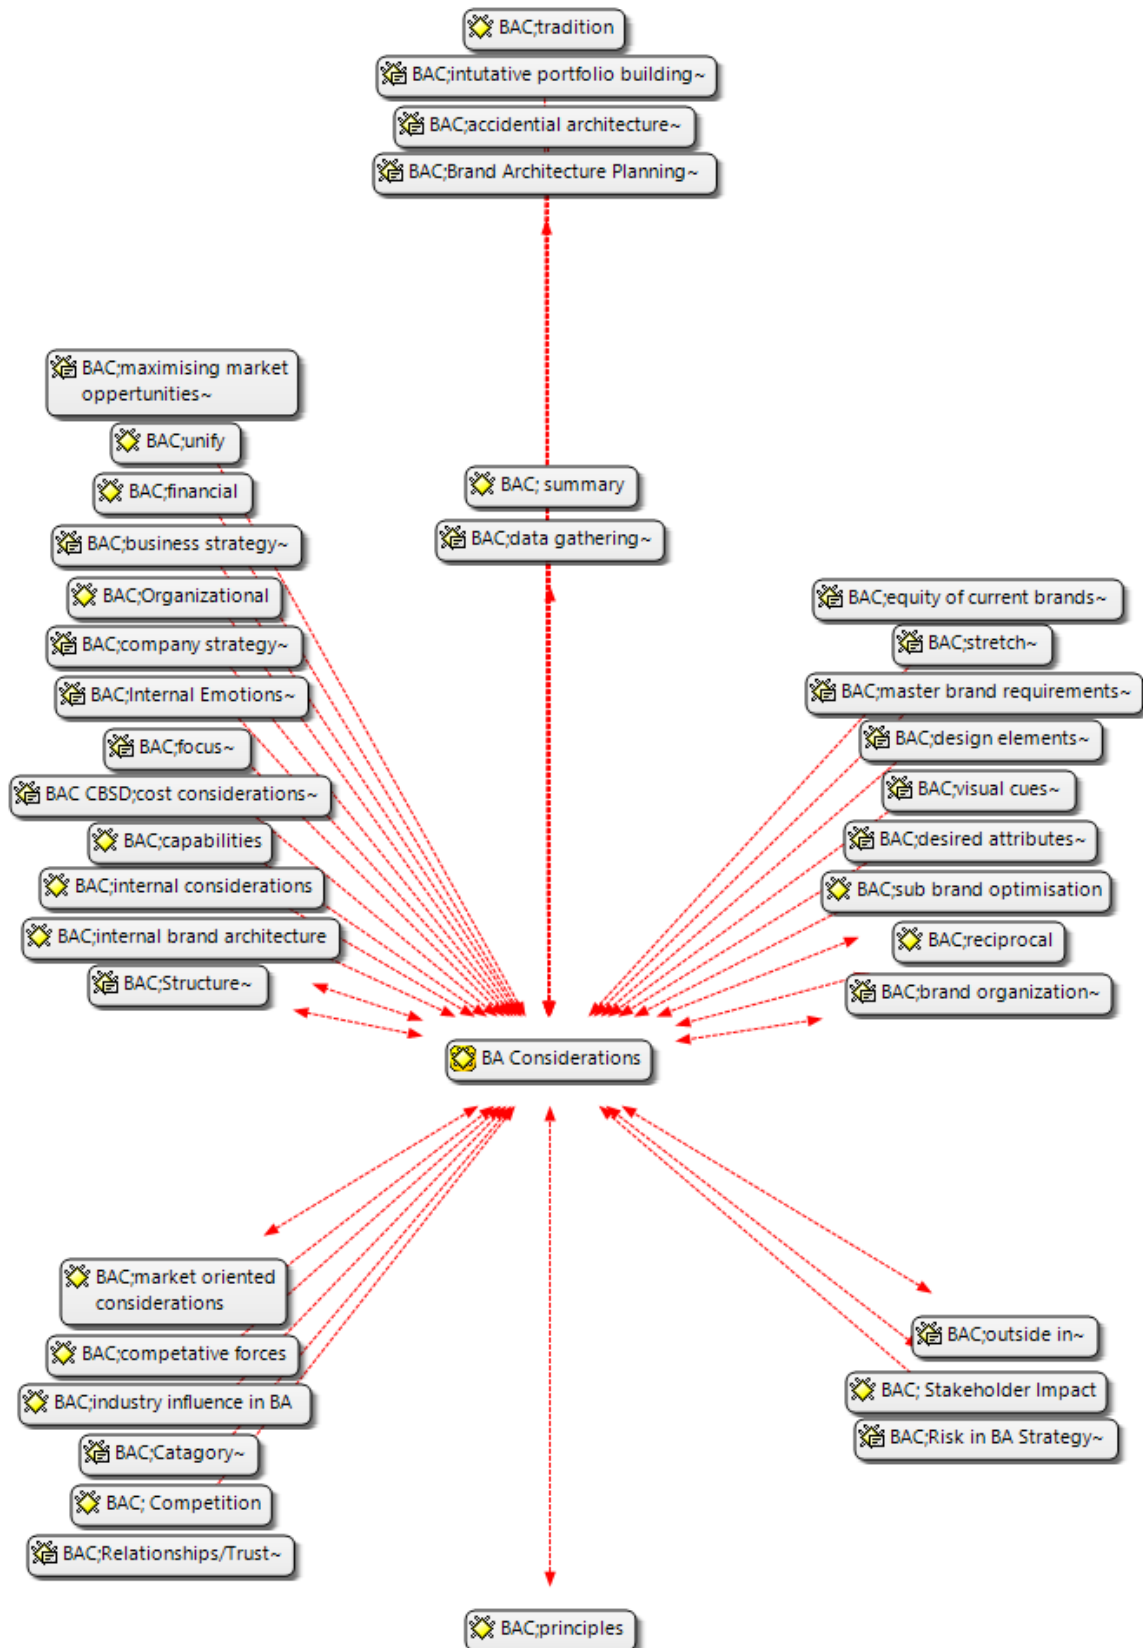 BAC;tradition
BAC;intutative portfolio building~
BAC;accidential architecture~
BAC;Brand Architecture Planning~
BAC;maximising market
oppertunities~
BAC;unify
BAC;financial
BAC;business strategy~
BAC;Organizational
BAC;company strategy~
BAC;Internal Emotions~
BAC;focus~
BAC CBSD;cost considerations~
BAC;capabilities
BAC;internal considerations
BAC;internal brand architecture
BAC;Structure~
BAC; summary
BAC;data gathering~
BAC;equity of current brands~
BAC;stretch~
BAC;master brand requirements~
BAC;design elements~
BAC;visual cues~
BAC;desired attributes~
BAC;sub brand optimisation
BAC;reciprocal
BAC;brand organization~
BA Considerations
BAC;market oriented
considerations
BAC;competative forces
BAC;industry influence in BA
BAC;Catagory~
BAC; Competition
BAC;Relationships/Trust~
BAC;outside in~
BAC; Stakeholder Impact
BAC;Risk in BA Strategy~
BAC;principles